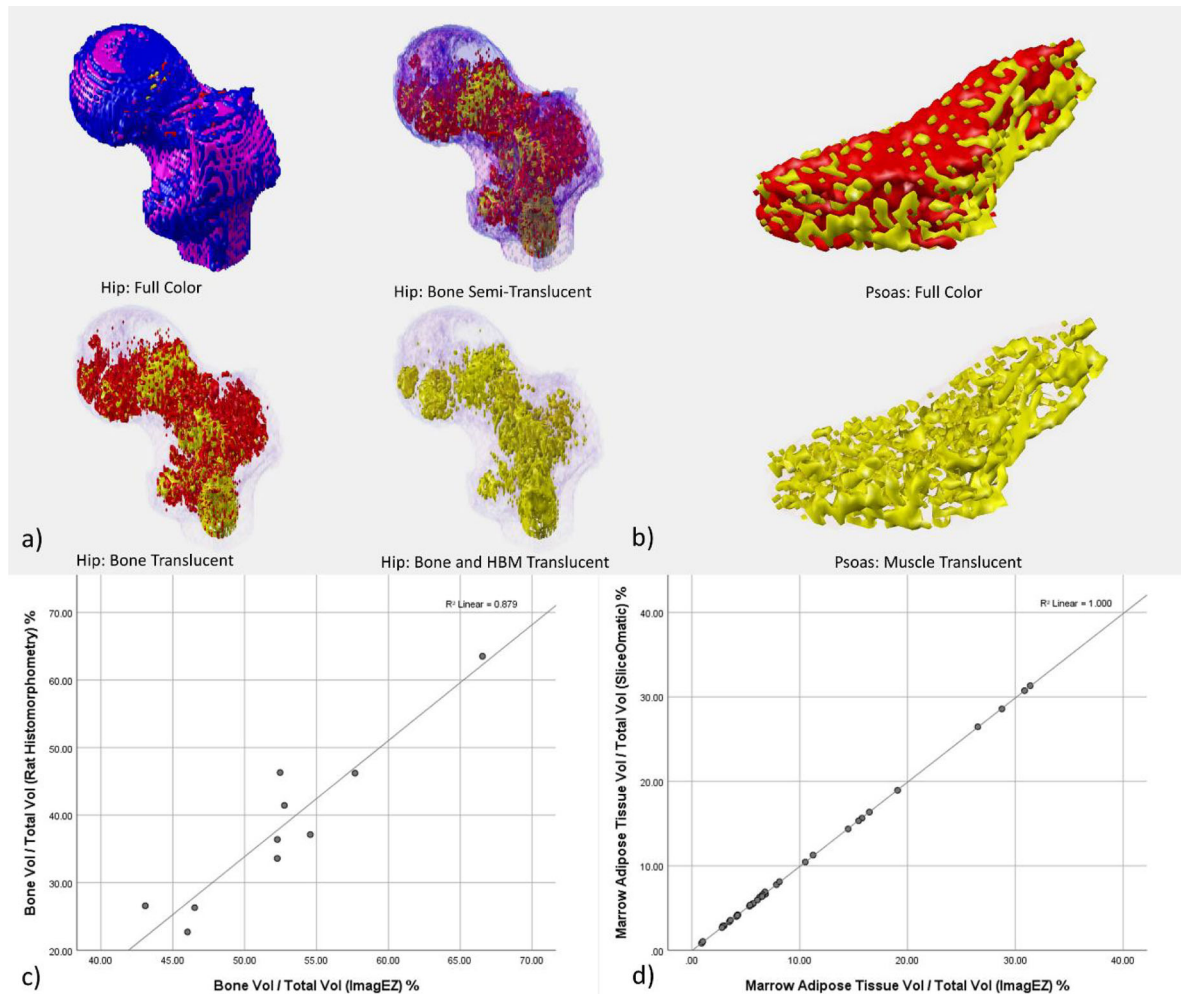 Hip: Full Color
Hip: Bone Semi-Translucent
Psoas: Full Color
a)
b)
Hip: Bone Translucent
Hip: Bone and HBM Translucent
Psoas: Muscle Translucent
R² Linear = 0.879
Bone Vol / Total Vol (Rat Histomorphometry) %
70.00
60.00
50.00
40.00
30.00
20.00
40.00 45.00 50.00 55.00 60.00 65.00 70.00
c)
Bone Vol / Total Vol (ImagEZ) %
R² Linear = 1.000
Marrow Adipose Tissue Vol / Total Vol (SliceOmatic) %
40.00
30.00
20.00
10.00
.00
.00 10.00 20.00 30.00 40.00
d)
Marrow Adipose Tissue Vol / Total Vol (ImagEZ) %